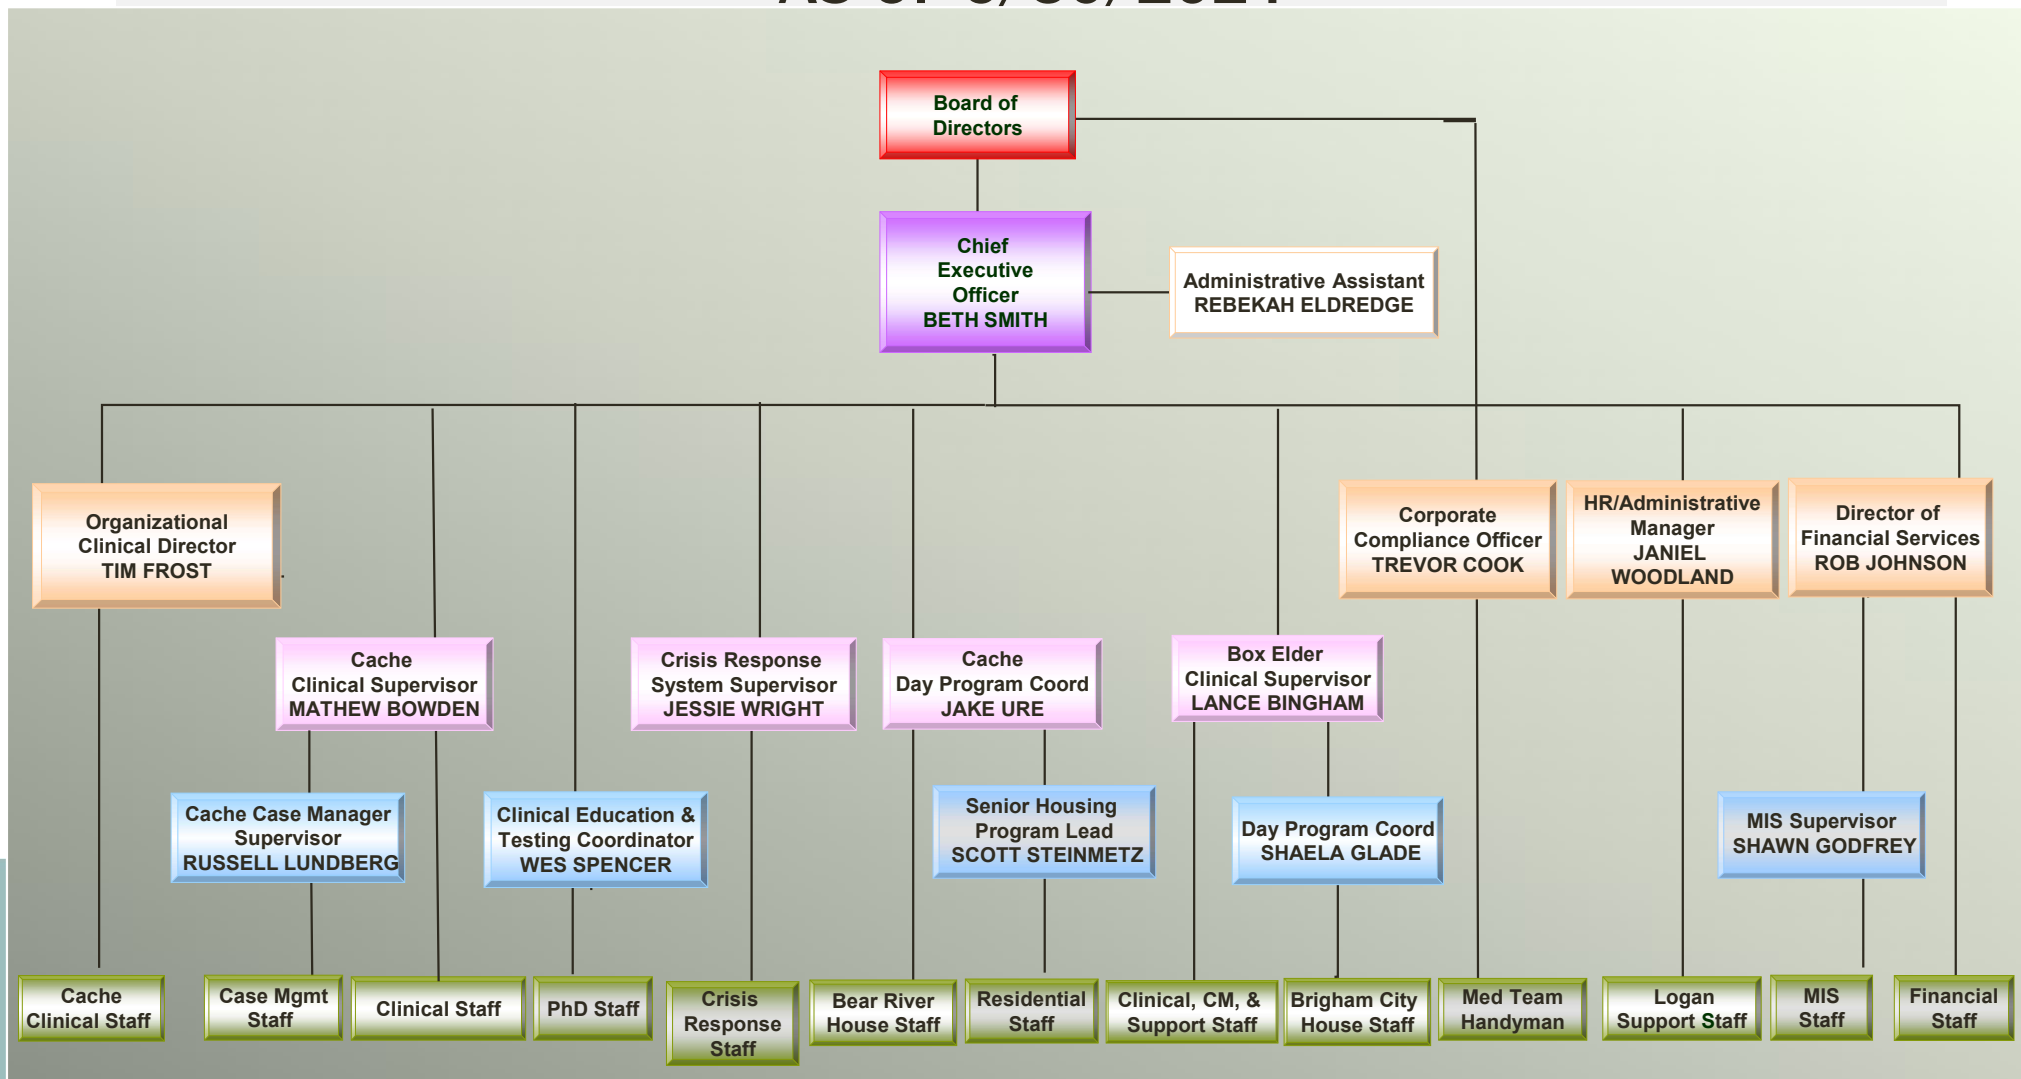 Board of
Directors
Chief
Executive
Officer
BETH SMITH
Administrative Assistant
REBEKAH ELDREDGE
Organizational
Clinical Director
TIM FROST
Corporate
Compliance Officer
TREVOR COOK
HR/Administrative
Manager
JANIEL
WOODLAND
Director of
Financial Services
ROB JOHNSON
Cache
Clinical Supervisor
MATHEW BOWDEN
Crisis Response
System Supervisor
JESSIE WRIGHT
Cache
Day Program Coord
JAKE URE
Box Elder
Clinical Supervisor
LANCE BINGHAM
Cache Case Manager
Supervisor
RUSSELL LUNDBERG
Clinical Education &
Testing Coordinator
WES SPENCER
Senior Housing
Program Lead
SCOTT STEINMETZ
Day Program Coord
SHAELA GLADE
MIS Supervisor
SHAWN GODFREY
Cache
Clinical Staff
Case Mgmt
Staff
Clinical Staff
PhD Staff
Crisis
Response
Staff
Bear River
House Staff
Residential
Staff
Clinical, CM, &
Support Staff
Brigham City
House Staff
Med Team
Handyman
Logan
Support Staff
MIS
Staff
Financial
Staff